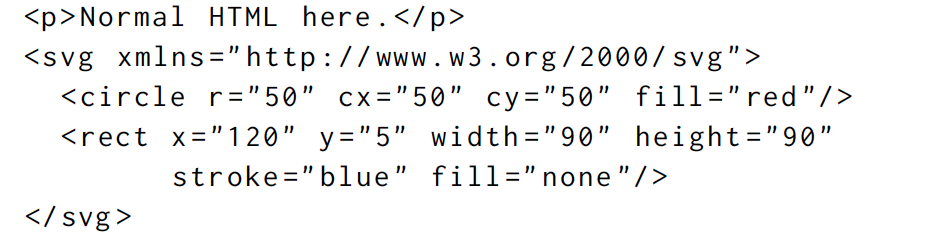 <p>Normal HTML here.</p>
<svg xmlns="http://www.w3.org/2000/svg">
  <circle r="50" cx="50" cy="50" fill="red"/>
  <rect x="120" y="5" width="90" height="90"
        stroke="blue" fill="none"/>
</svg>